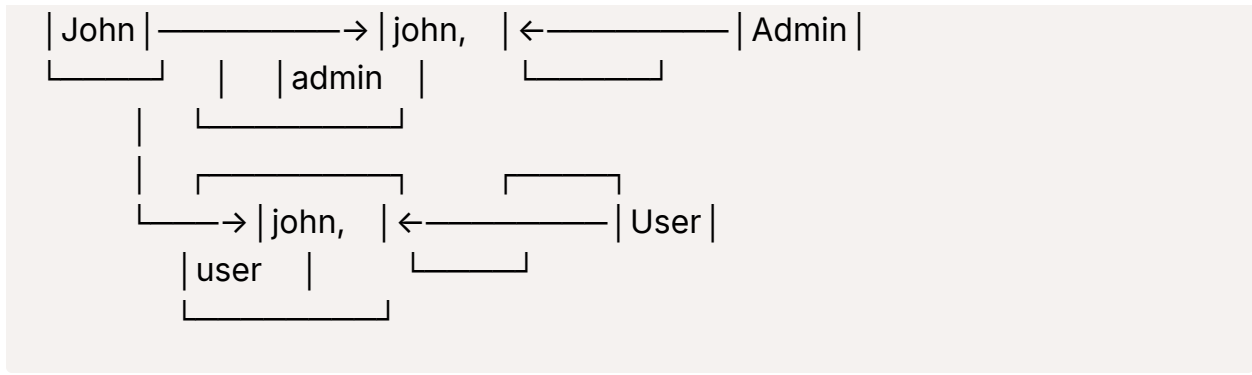 │John│────────→│john,   │←────────│Admin│
└─────┘   │   │admin   │   └──────┘
│   └─────────┘
│   ┌─────────┐   ┌─────┐
└───→│john,   │←────────│User│
│user   │   └─────┘
└─────────┘